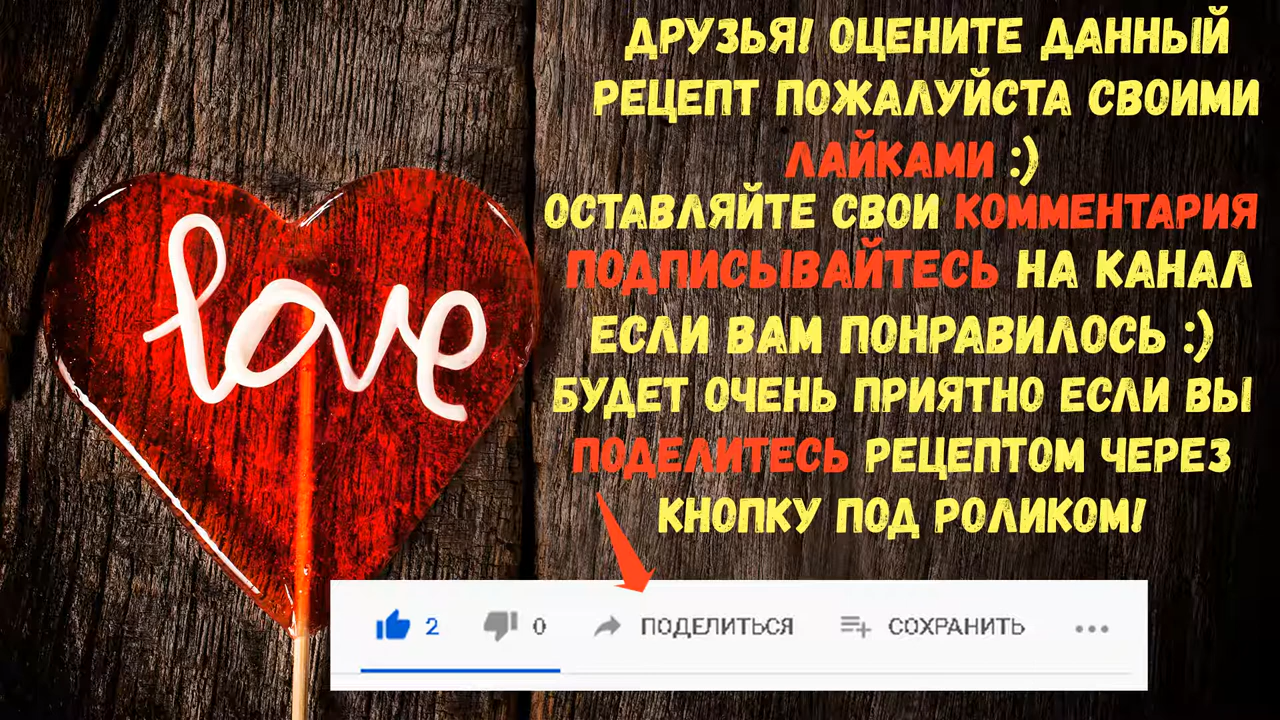 ДРУЗЬЯ! ОЦЕНИТЕ ДАННЫЙ
РЕЦЕПТ ПОЖАЛУЙСТА СВОИМИ
ЛАЙКАМИ :)
ОСТАВЛЯЙТЕ СВОИ КОММЕНТАРИЯ
ПОДПИСЫВАЙТЕСЬ НА КАНАЛ
ЕСЛИ ВАМ ПОНРАВИЛОСЬ :)
БУДЕТ ОЧЕНЬ ПРИЯТНО ЕСЛИ ВЫ
ПОДЕЛИТЕСЬ РЕЦЕПТОМ ЧЕРЕЗ
КНОПКУ ПОД РОЛИКОМ!
love
2 0 ПОДЕЛИТЬСЯ СОХРАНИТЬ